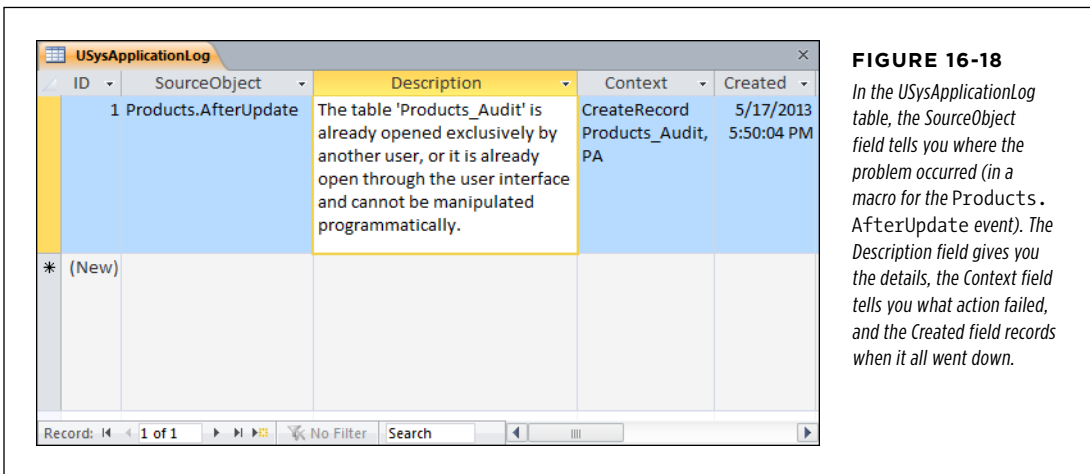 USysApplicationLog
ID SourceObject Description Context Created
1 Products.AfterUpdate The table 'Products_Audit' is CreateRecord 5/17/2013
already opened exclusively by Products_Audit, 5:50:04 PM
another user, or it is already PA
open through the user interface
and cannot be manipulated
programmatically.
(New)
Record: 1 of 1 No Filter Search
FIGURE 16-18
In the USysApplicationLog
table, the SourceObject
field tells you where the
problem occurred (in a
macro for the Products.
AfterUpdate event). The
Description field gives you
the details, the Context field
tells you what action failed,
and the Created field records
when it all went down.